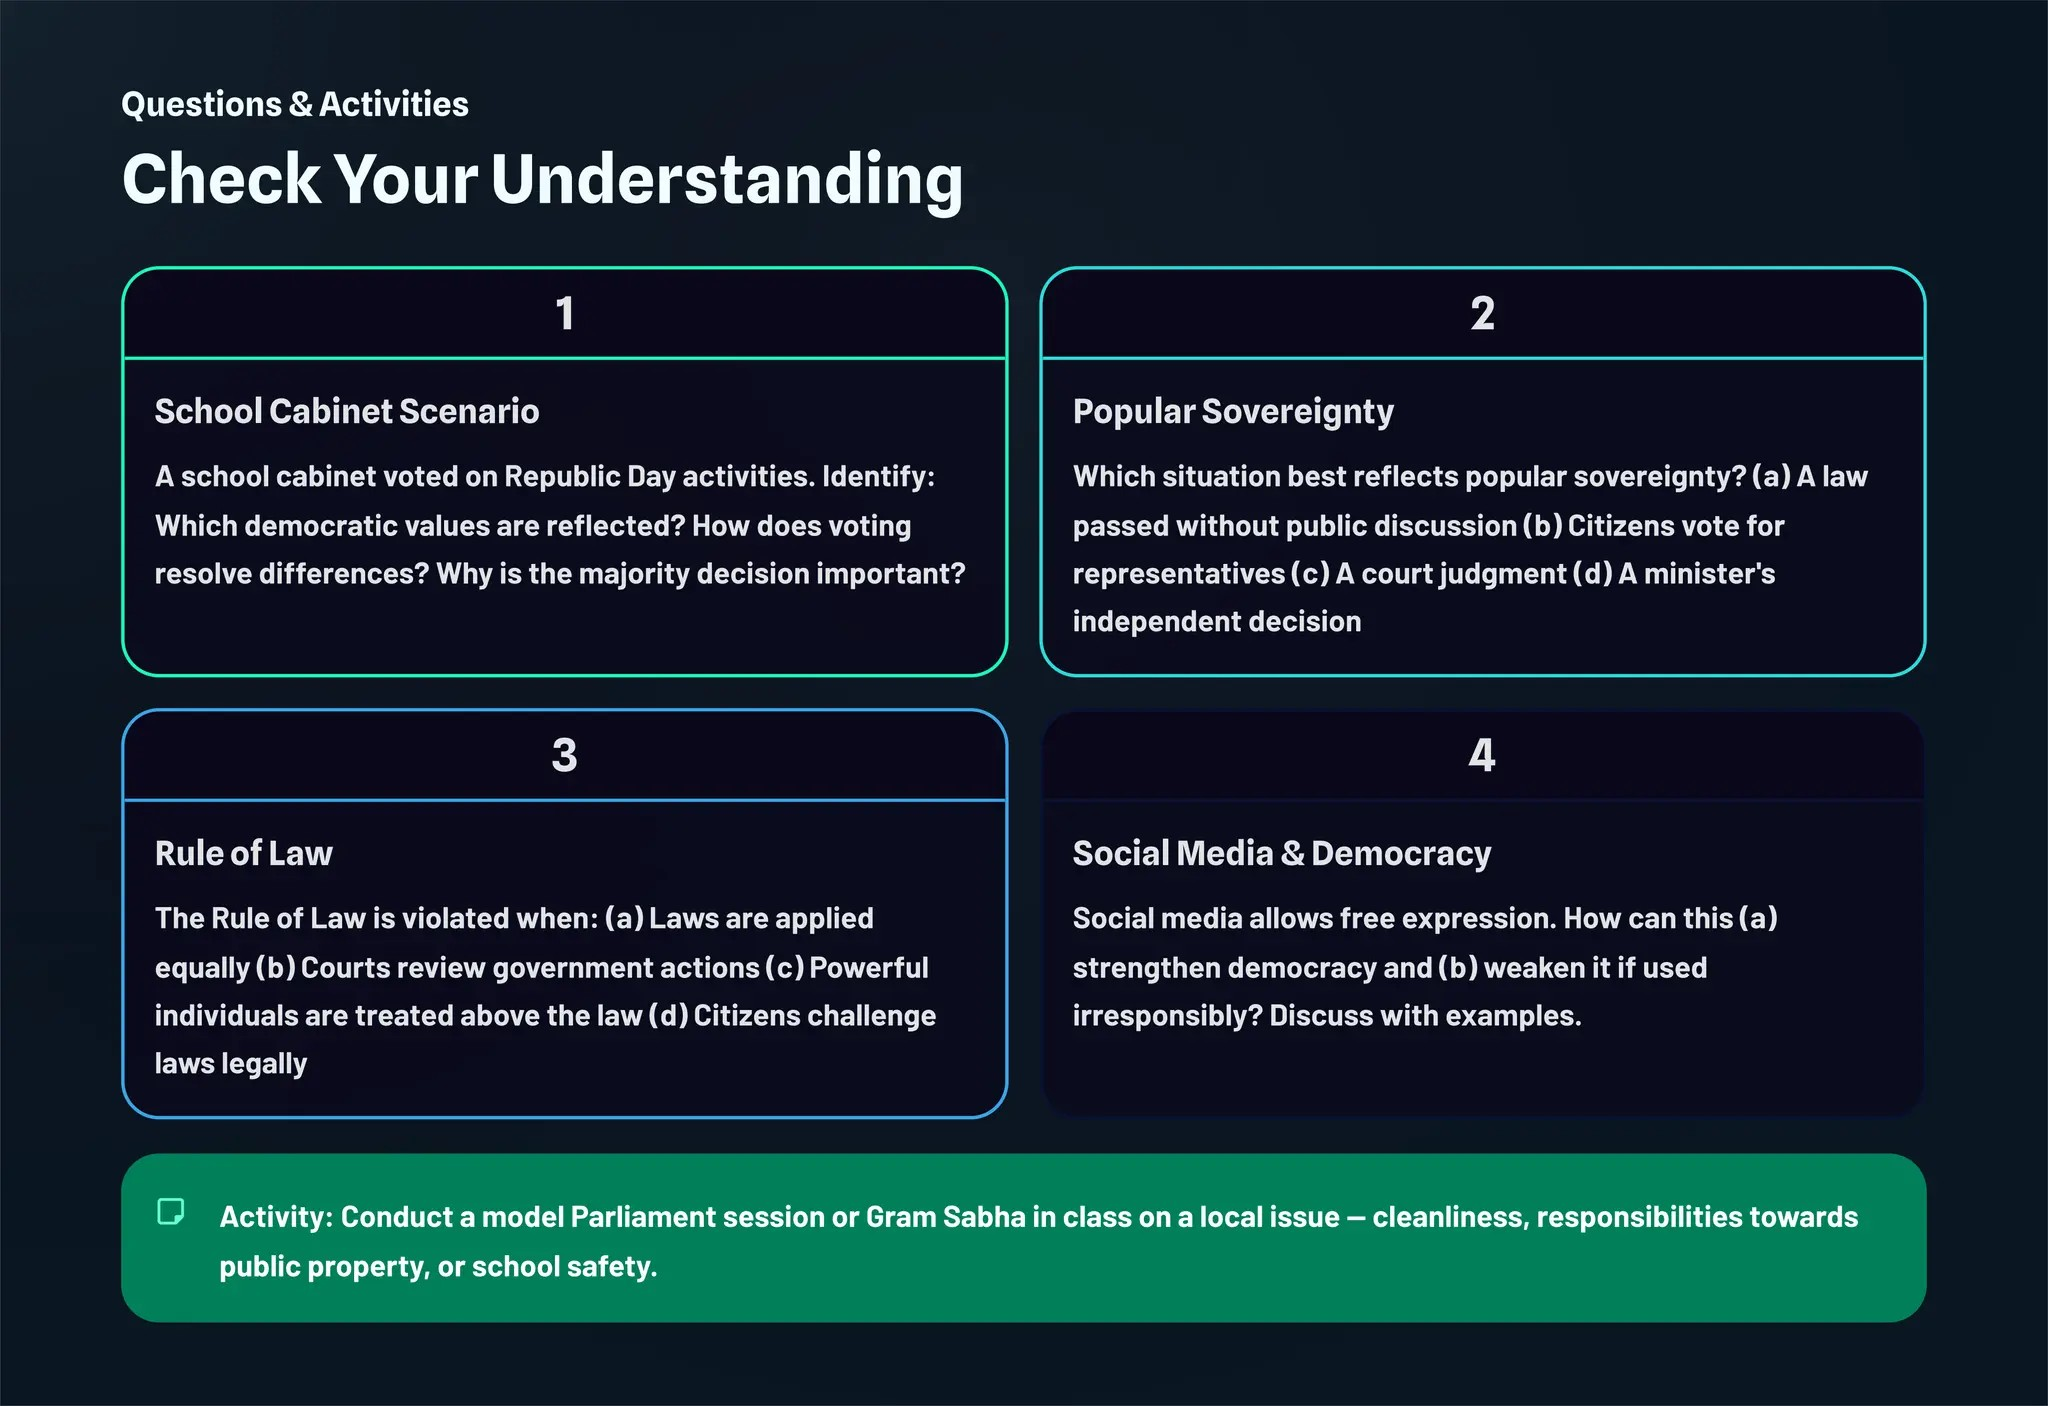 Questions & Activities
Check Your Understanding
1
School Cabinet Scenario
A school cabinet voted on Republic Day activities. Identify:
Which democratic values are reflected? How does voting
resolve differences? Why is the majority decision important?
2
Popular Sovereignty
Which situation best reflects popular sovereignty? (a) A law
passed without public discussion (b) Citizens vote for
representatives (c) A court judgment (d) A minister's
independent decision
3
Rule of Law
The Rule of Law is violated when: (a) Laws are applied
equally (b) Courts review government actions (c) Powerful
individuals are treated above the law (d) Citizens challenge
laws legally
4
Social Media & Democracy
Social media allows free expression. How can this (a)
strengthen democracy and (b) weaken it if used
irresponsibly? Discuss with examples.
Activity: Conduct a model Parliament session or Gram Sabha in class on a local issue — cleanliness, responsibilities towards
public property, or school safety.